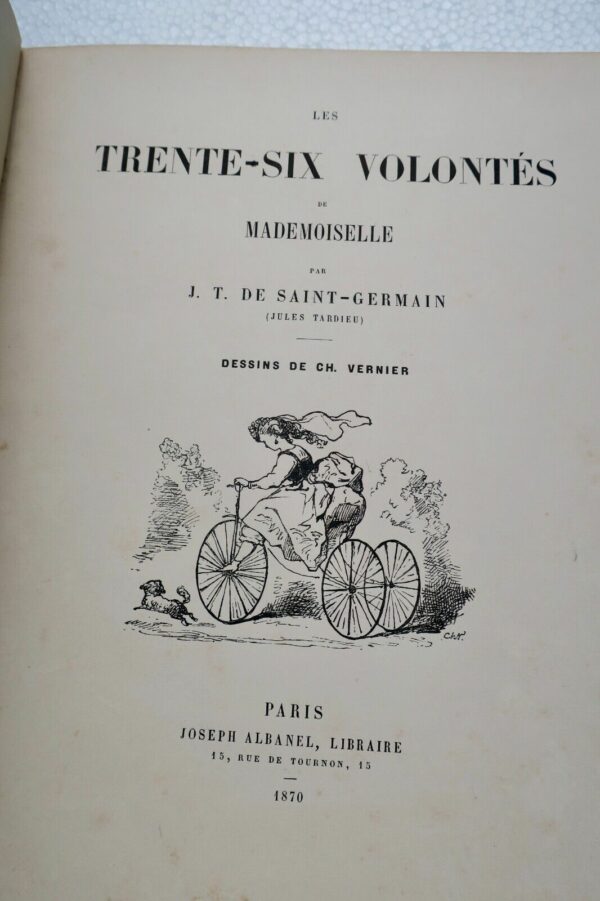 LES
TRENTE-SIX VOLONTÉS
DE
MADEMOISELLE
PAR
J. T. DE SAINT-GERMAIN
(JULES TARDIEU)
DESSINS DE CH. VERNIER
PARIS
JOSEPH ALBANEL, LIBRAIRE
15, RUE DE TOURNON, 15
1870